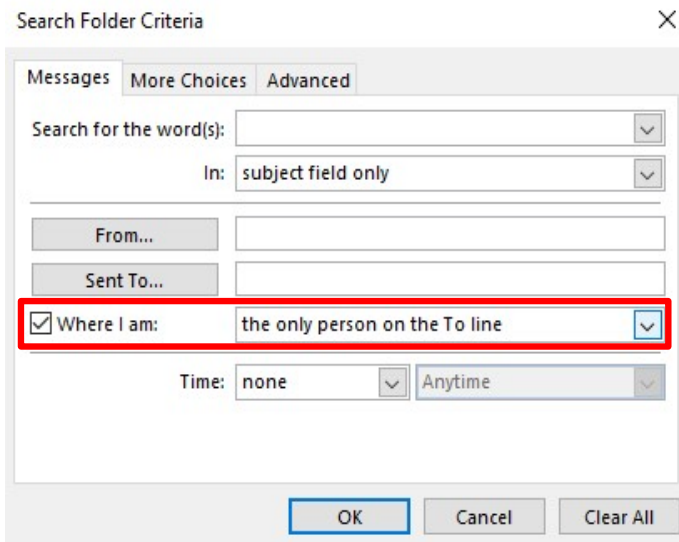 Search Folder Criteria
Messages More Choices Advanced
Search for the word(s):
In: subject field only
From...
Sent To...
Where I am: the only person on the To line
Time: none Anytime
OK Cancel Clear All